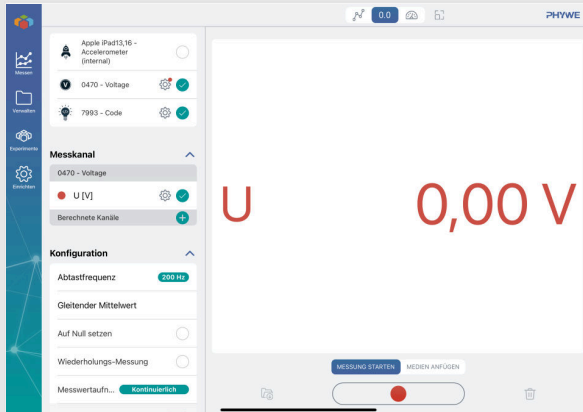 0.0
PHYWE
Apple iPad13,16 -
Accelerometer
(internal)
V
0470 - Voltage
7993 - Code
Messen
Verwalten
Experimente
Einrichten
Messkanal
0470 - Voltage
U [V]
Berechnete Kanäle
Konfiguration
Abtastfrequenz 200 Hz
Gleitender Mittelwert
Auf Null setzen
Wiederholungs-Messung
Messwertaufn... Kontinuierlich
U 0,00 V
MESSUNG STARTEN MEDIEN ANFÜGEN